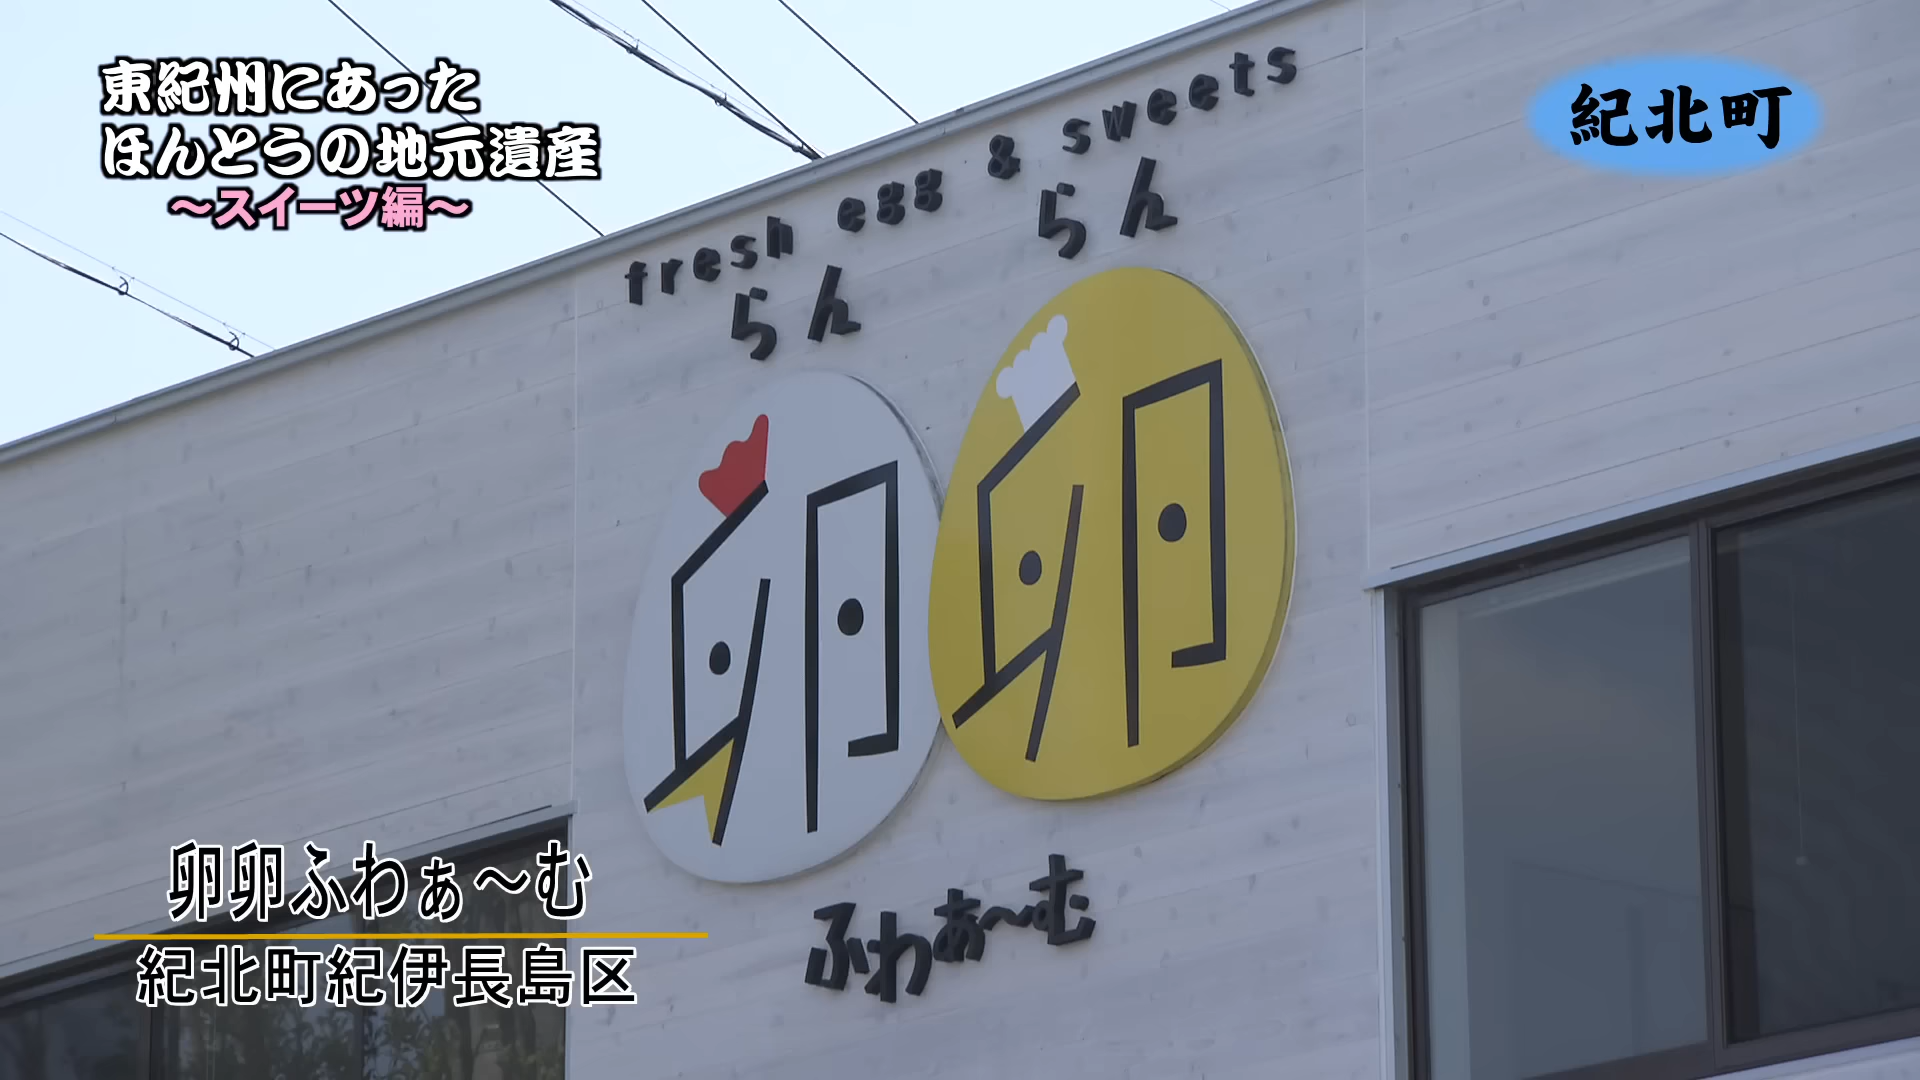 東紀州にあった
ほんとうの地元遺産
～スイーツ編～
紀北町
fresh egg & sweets
らん らん
卵 卵
ふわぁ～む
卵卵ふわぁ～む
紀北町紀伊長島区